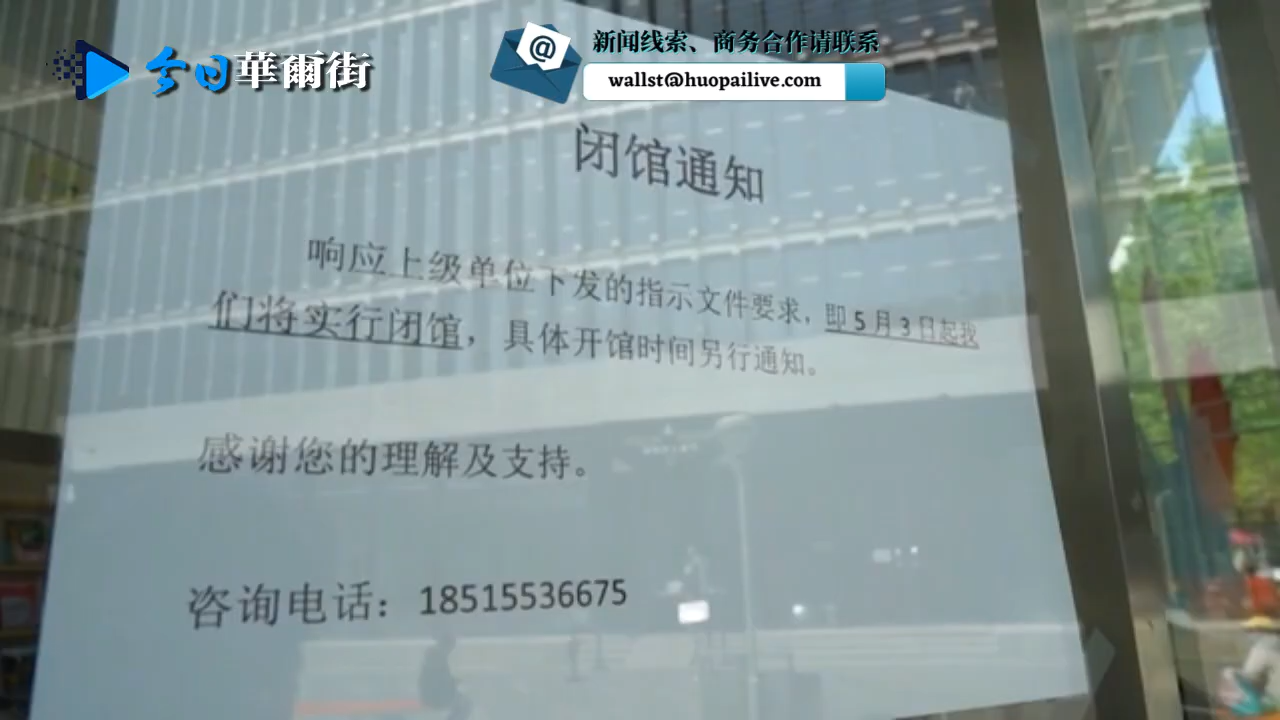 今日華爾街
新闻线索、商务合作请联系
wallst@huopailive.com
闭馆通知
响应上级单位下发的指示文件要求，即5月3日起我
们将实行闭馆，具体开馆时间另行通知。
感谢您的理解及支持。
咨询电话：18515536675